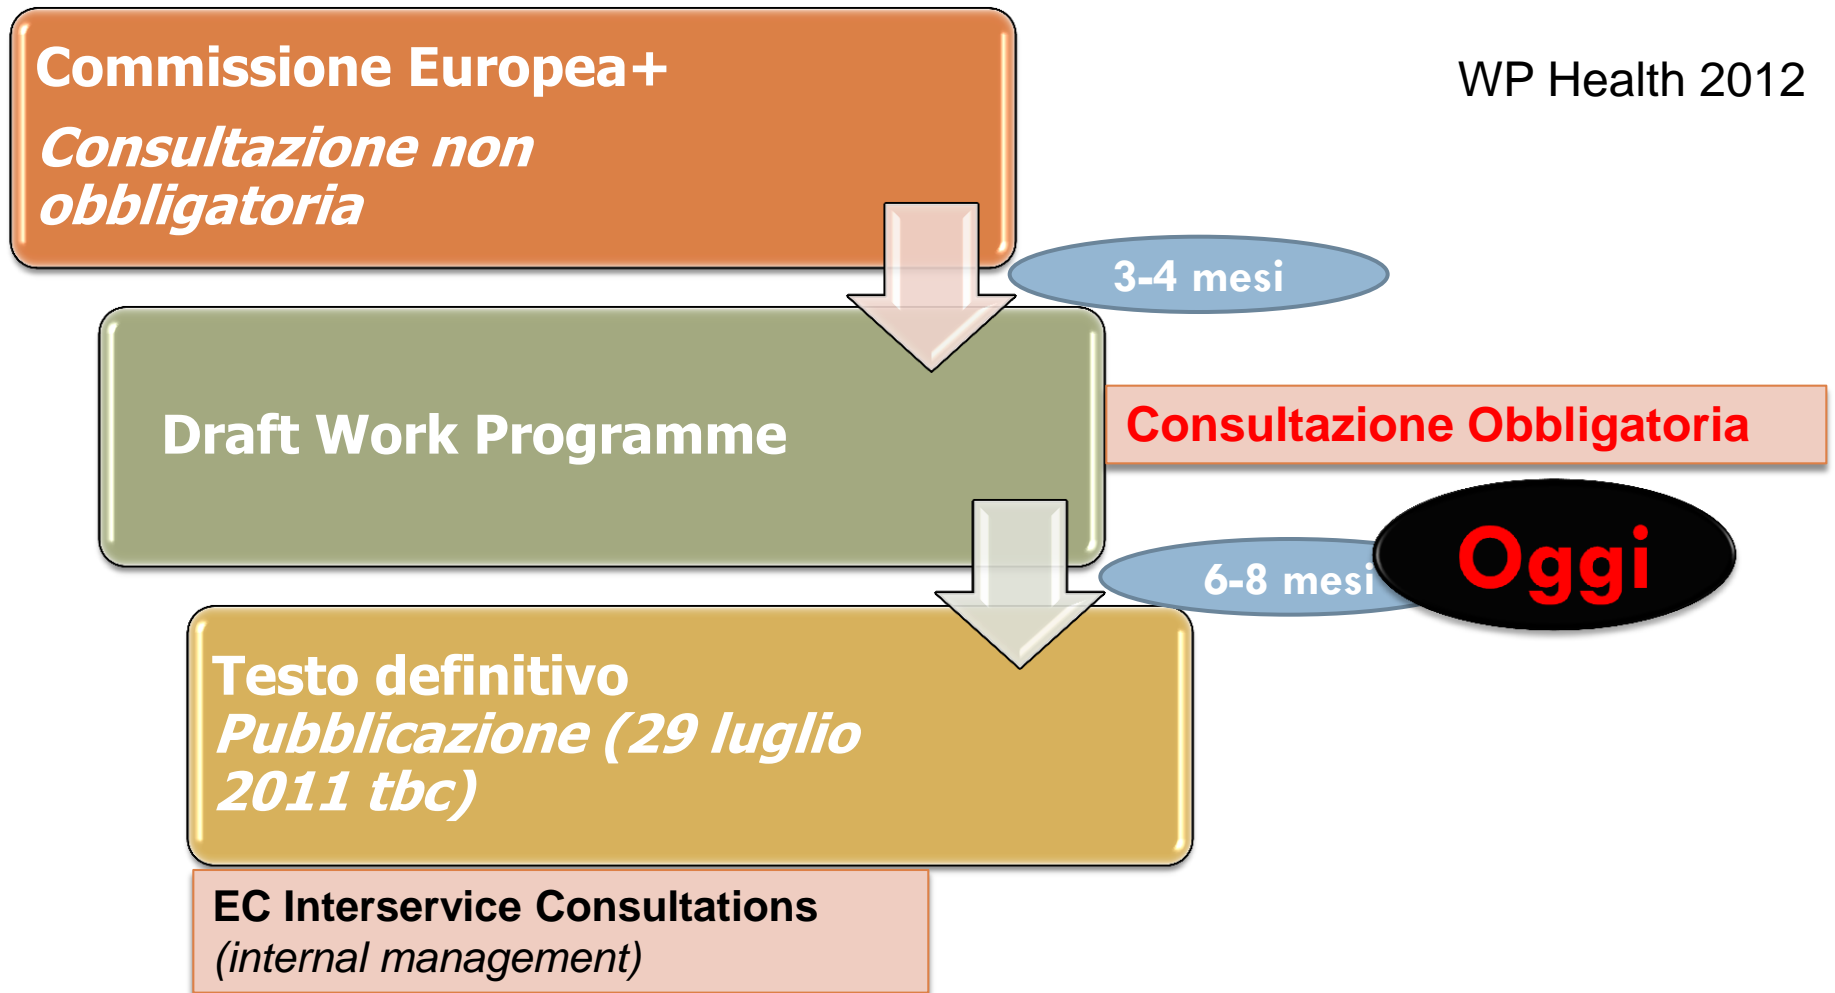 Commissione Europea+
WP Health 2012
Consultazione non
obbligatoria
3-4 mesi
Draft Work Programme
Consultazione Obbligatoria
6-8 mesi
Oggi
Testo definitivo
Pubblicazione (29 luglio
2011 tbc)
EC Interservice Consultations
(internal management)